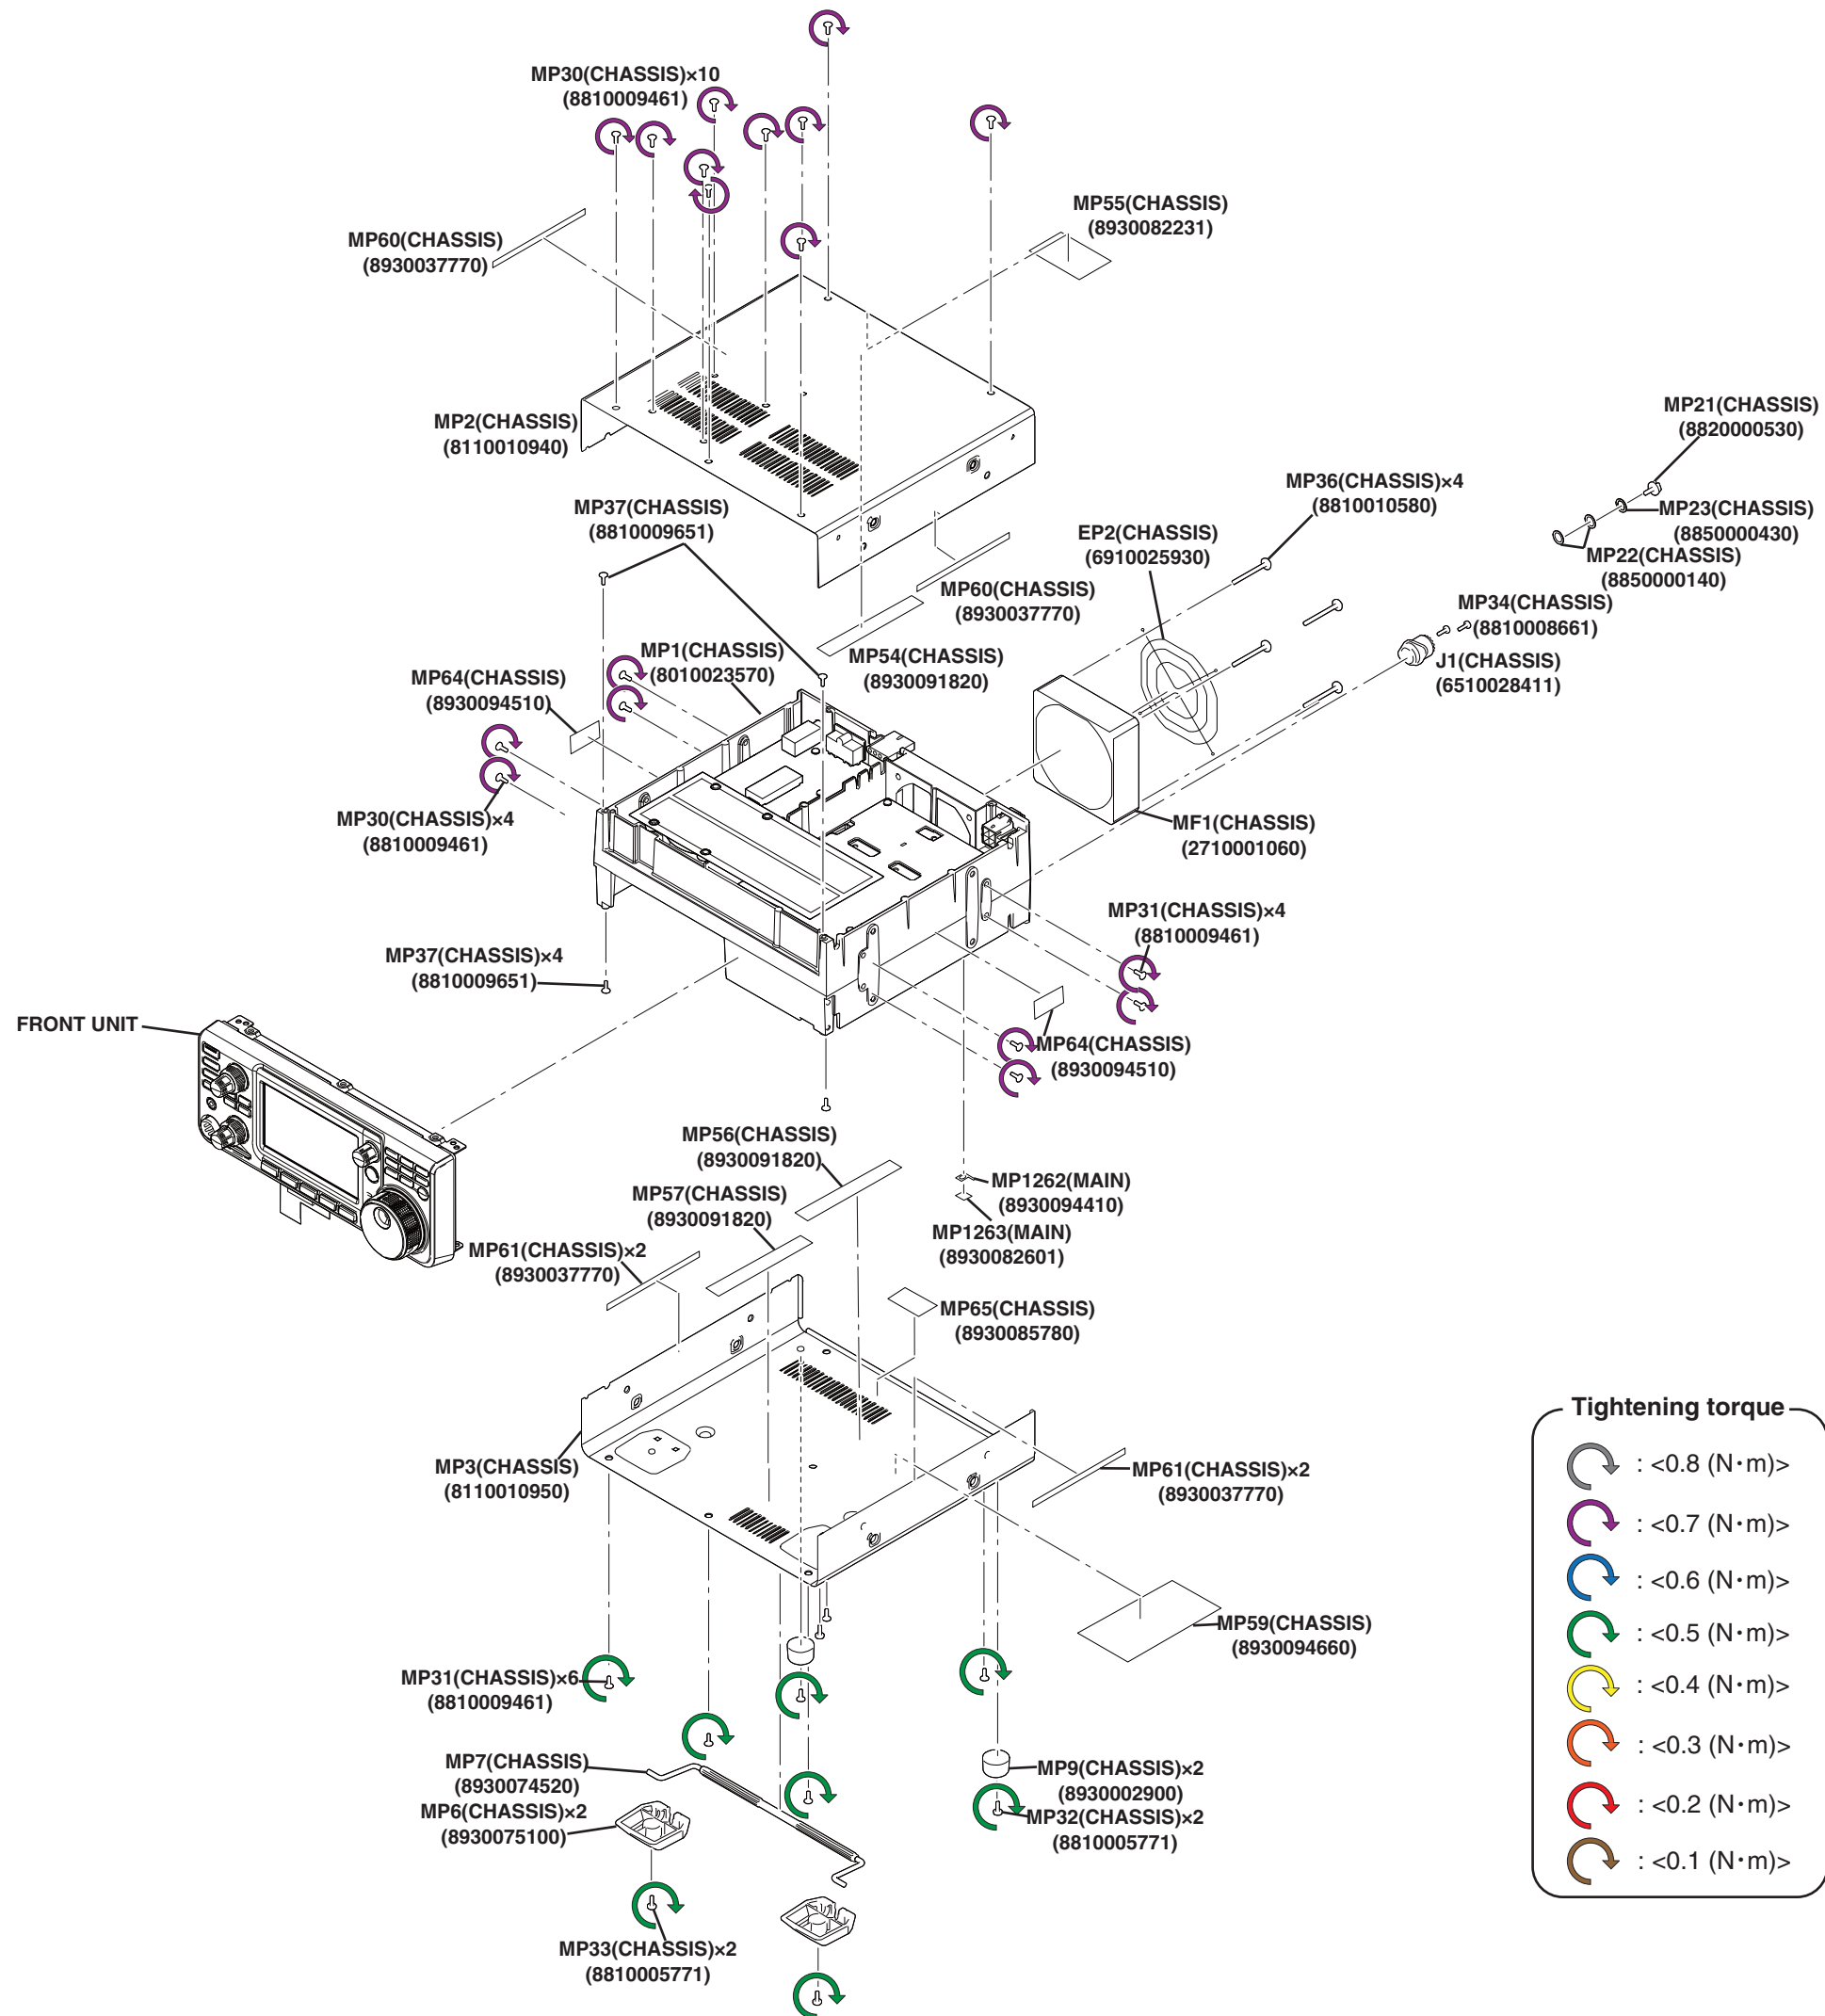 MP30(CHASSIS)×10
(8810009461)
MP60(CHASSIS)
(8930037770)
MP55(CHASSIS)
(8930082231)
MP2(CHASSIS)
(8110010940)
MP21(CHASSIS)
(8820000530)
MP23(CHASSIS)
(8850000430)
MP22(CHASSIS)
(8850000140)
MP36(CHASSIS)×4
(8810010580)
MP37(CHASSIS)
(8810009651)
EP2(CHASSIS)
(6910025930)
MP60(CHASSIS)
(8930037770)
MP34(CHASSIS)
(8810008661)
J1(CHASSIS)
(6510028411)
MP54(CHASSIS)
(8930091820)
MP1(CHASSIS)
(8010023570)
MP64(CHASSIS)
(8930094510)
MP30(CHASSIS)×4
(8810009461)
MF1(CHASSIS)
(2710001060)
MP31(CHASSIS)×4
(8810009461)
MP37(CHASSIS)×4
(8810009651)
FRONT UNIT
MP64(CHASSIS)
(8930094510)
MP56(CHASSIS)
(8930091820)
MP57(CHASSIS)
(8930091820)
MP1262(MAIN)
(8930094410)
MP1263(MAIN)
(8930082601)
MP61(CHASSIS)×2
(8930037770)
MP65(CHASSIS)
(8930085780)
MP3(CHASSIS)
(8110010950)
MP61(CHASSIS)×2
(8930037770)
MP59(CHASSIS)
(8930094660)
MP31(CHASSIS)×6
(8810009461)
MP7(CHASSIS)
(8930074520)
MP6(CHASSIS)×2
(8930075100)
MP9(CHASSIS)×2
(8930002900)
MP32(CHASSIS)×2
(8810005771)
MP33(CHASSIS)×2
(8810005771)
Tightening torque
: <0.8 (N·m)>
: <0.7 (N·m)>
: <0.6 (N·m)>
: <0.5 (N·m)>
: <0.4 (N·m)>
: <0.3 (N·m)>
: <0.2 (N·m)>
: <0.1 (N·m)>